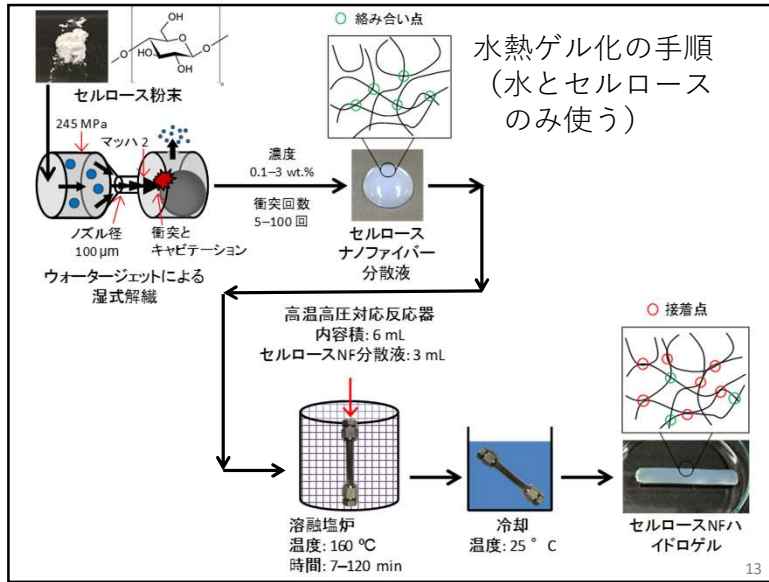 水熱ゲル化の手順
（水とセルロース
のみ使う）
OH
O
HO
OH
O
n
セルロース粉末
245 MPa
マッハ 2
ノズル径
100 μm
衝突と
キャビテーション
ウォータージェットによる
湿式解繊
濃度
0.1–3 wt.%
衝突回数
5–100 回
絡み合い点
セルロース
ナノファイバー
分散液
高温高圧対応反応器
内容積: 6 mL
セルロースNF分散液: 3 mL
溶融塩炉
温度: 160 ℃
時間: 7–120 min
冷却
温度: 25 ° C
接着点
セルロースNFハ
イドロゲル
13